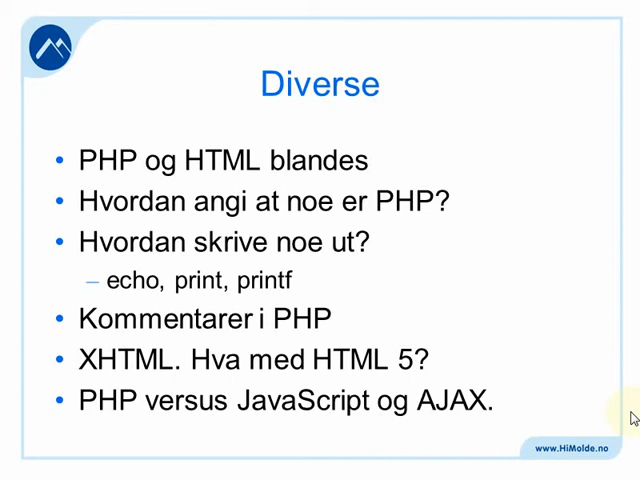 Diverse
• PHP og HTML blandes
• Hvordan angi at noe er PHP?
• Hvordan skrive noe ut?
– echo, print, printf
• Kommentarer i PHP
• XHTML. Hva med HTML 5?
• PHP versus JavaScript og AJAX.
www.HiMolde.no